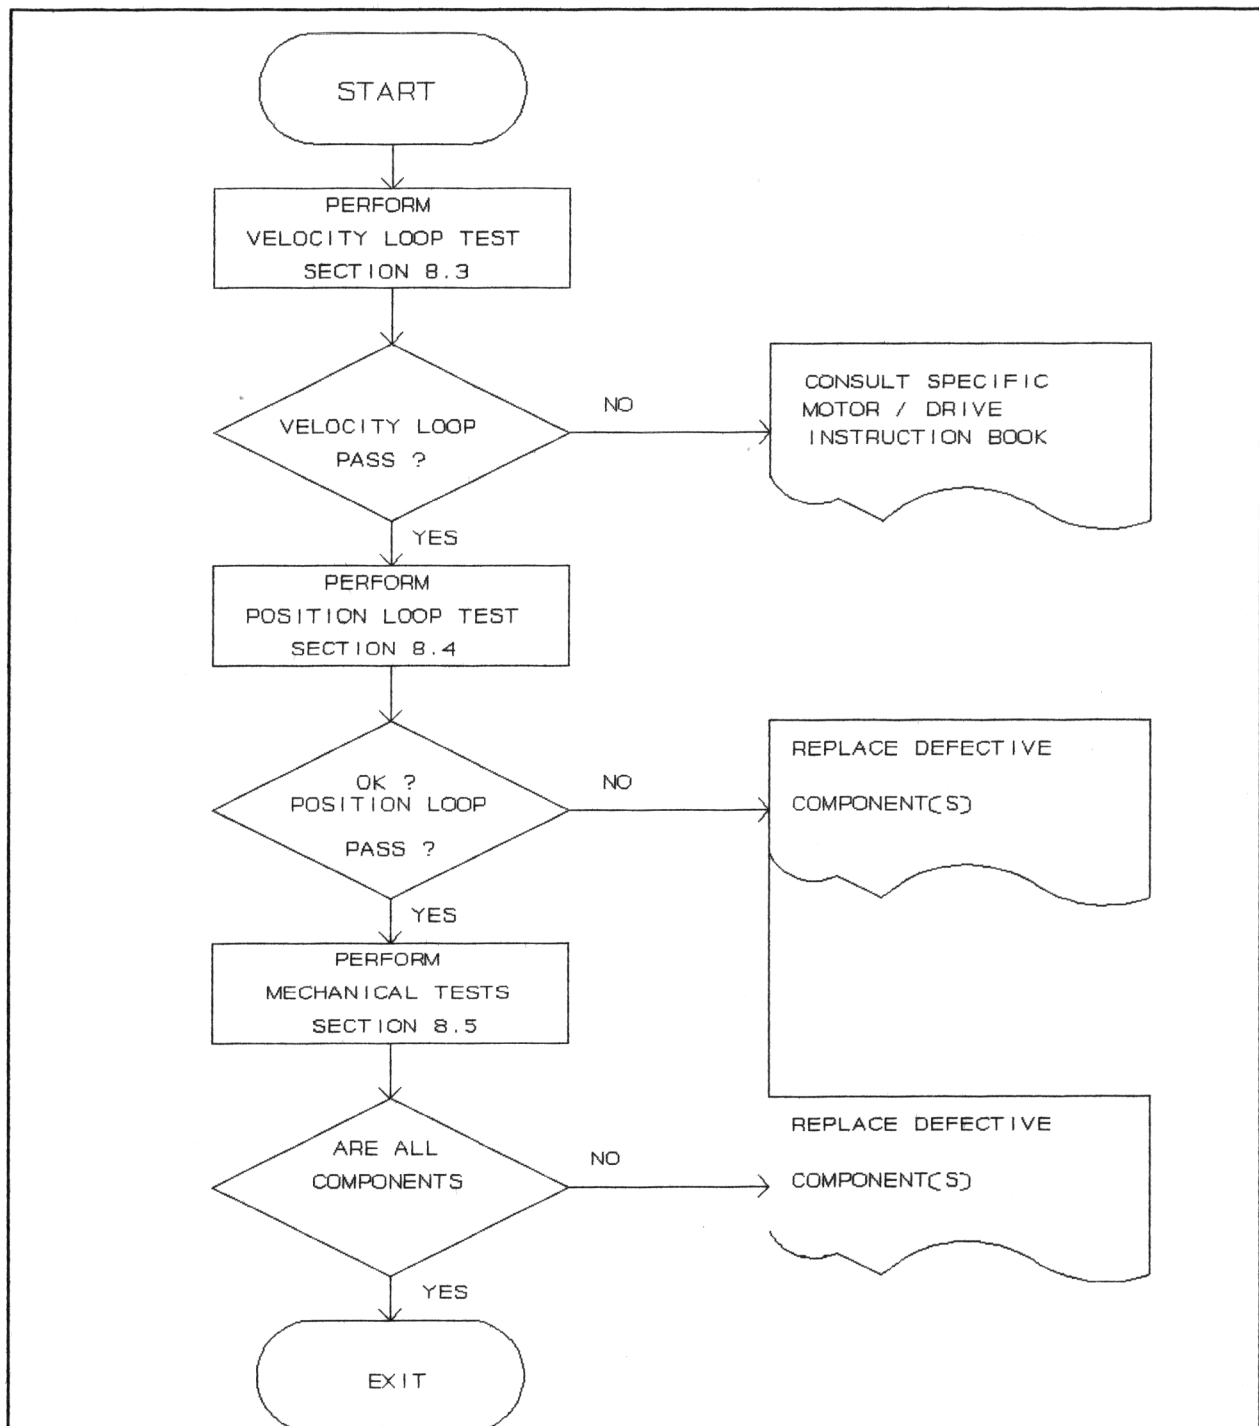 START
PERFORM
VELOCITY LOOP TEST
SECTION 8.3
VELOCITY LOOP
PASS ?
NO
CONSULT SPECIFIC
MOTOR / DRIVE
INSTRUCTION BOOK
YES
PERFORM
POSITION LOOP TEST
SECTION 8.4
OK ?
POSITION LOOP
PASS ?
NO
REPLACE DEFECTIVE
COMPONENT(S)
YES
PERFORM
MECHANICAL TESTS
SECTION 8.5
ARE ALL
COMPONENTS
NO
REPLACE DEFECTIVE
COMPONENT(S)
YES
EXIT